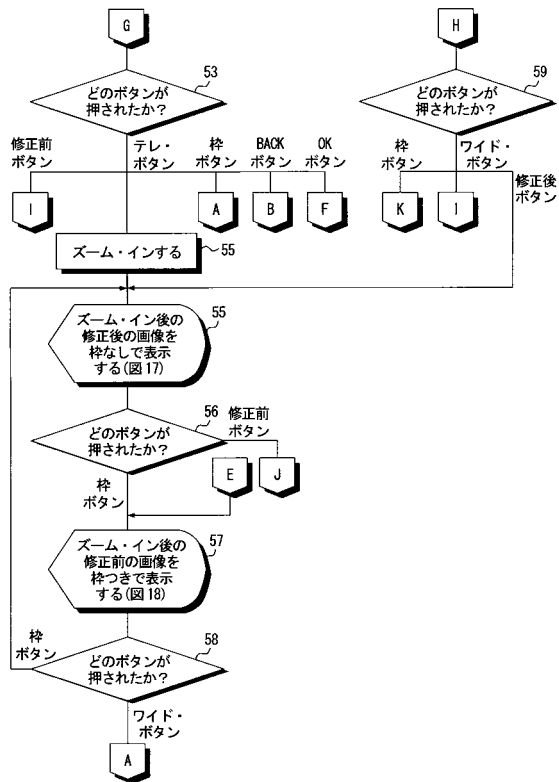 G
53
どのボタンが
押されたか?
修正前
ボタン
テレ・
ボタン
枠
ボタン
BACK
ボタン
OK
ボタン
I
A
B
F
ズーム・インする
55
ズーム・イン後の
修正後の画像を
枠なしで表示
する(図17)
55
どのボタンが
押されたか?
56
修正前
ボタン
枠
ボタン
E
J
ズーム・イン後の
修正前の画像を
枠つきで表示
する(図18)
57
枠
ボタン
どのボタンが
押されたか?
58
ワイド・
ボタン
A
H
59
どのボタンが
押されたか?
枠
ボタン
ワイド・
ボタン
修正後
ボタン
K
I